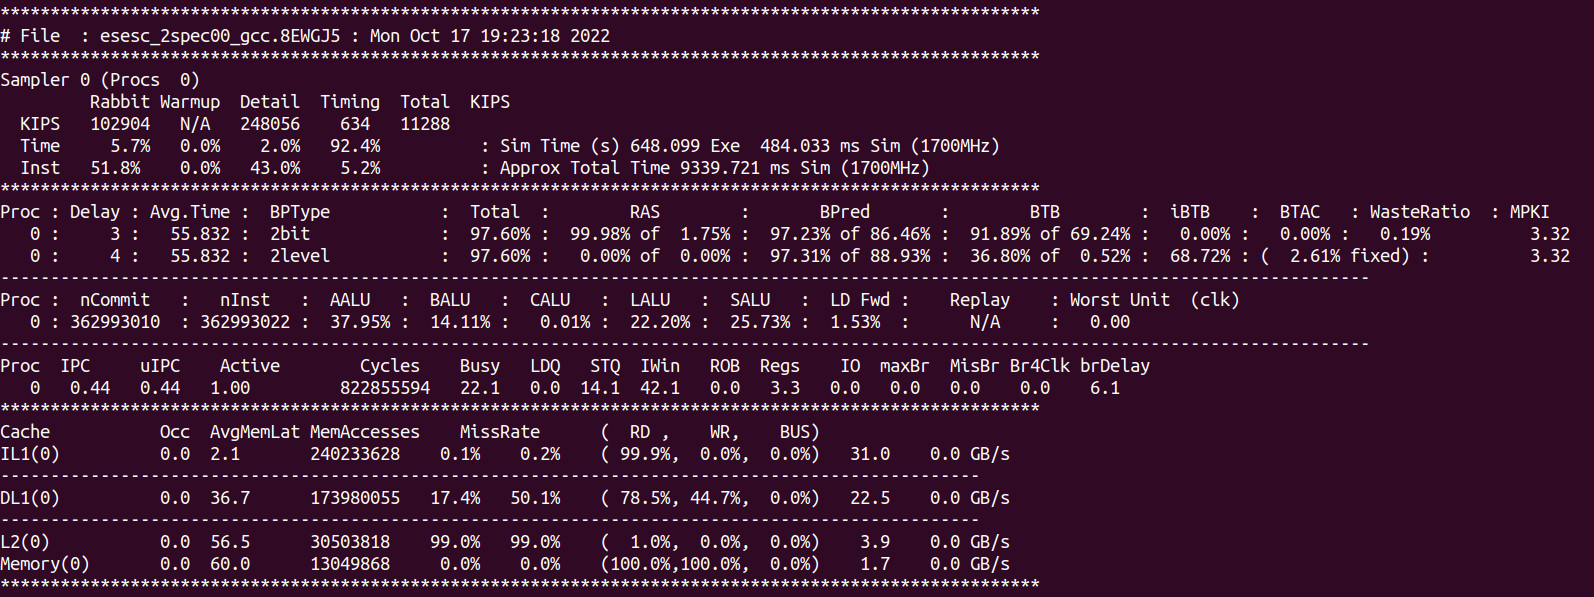 ********************************************************************************************************
# File  : esesc_2spec00_gcc.8EWGJ5 : Mon Oct 17 19:23:18 2022
********************************************************************************************************
Sampler 0 (Procs  0)
         Rabbit Warmup  Detail  Timing  Total  KIPS
  KIPS   102904   N/A   248056    634   11288
  Time     5.7%  0.0%    2.0%   92.4%          : Sim Time (s) 648.099 Exe  484.033 ms Sim (1700MHz)
  Inst   51.8%   0.0%   43.0%    5.2%          : Approx Total Time 9339.721 ms Sim (1700MHz)
********************************************************************************************************
Proc : Delay : Avg.Time :  BPType           :  Total  :        RAS        :       BPred       :        BTB        :  iBTB    :  BTAC   : WasteRatio  : MPKI
   0 :     3 :   55.832 :  2bit             :  97.60% :  99.98% of  1.75% :  97.23% of 86.46% :  91.89% of 69.24% :   0.00% :   0.00% :   0.19%          3.32
   0 :     4 :   55.832 :  2level           :  97.60% :   0.00% of  0.00% :  97.31% of 88.93% :  36.80% of  0.52% :  68.72% : (  2.61% fixed) :          3.32
-----------------------------------------------------------------------------------------------------------------------------------------
Proc :  nCommit   :   nInst    :  AALU   :  BALU   :  CALU   :  LALU   :  SALU   :  LD Fwd :    Replay    : Worst Unit  (clk)
   0 : 362993010  : 362993022 :  37.95% :  14.11% :   0.01% :  22.20% :  25.73% :  1.53%  :      N/A     :   0.00
-----------------------------------------------------------------------------------------------------------------------------------------
Proc  IPC     uIPC    Active        Cycles    Busy   LDQ   STQ  IWin   ROB  Regs    IO  maxBr  MisBr Br4Clk brDelay
   0   0.44   0.44   1.00         822855594   22.1   0.0  14.1  42.1   0.0   3.3   0.0   0.0   0.0    0.0    6.1
********************************************************************************************************
Cache           Occ  AvgMemLat MemAccesses    MissRate      (  RD ,    WR,    BUS)
IL1(0)          0.0  2.1       240233628    0.1%    0.2%    ( 99.9%,  0.0%,  0.0%)   31.0    0.0 GB/s
--------------------------------------------------------------------------------------------------
DL1(0)          0.0  36.7      173980055   17.4%   50.1%    ( 78.5%, 44.7%,  0.0%)   22.5    0.0 GB/s
--------------------------------------------------------------------------------------------------
L2(0)           0.0  56.5      30503818    99.0%   99.0%    (  1.0%,  0.0%,  0.0%)    3.9    0.0 GB/s
Memory(0)       0.0  60.0      13049868     0.0%    0.0%    (100.0%,100.0%,  0.0%)    1.7    0.0 GB/s
********************************************************************************************************